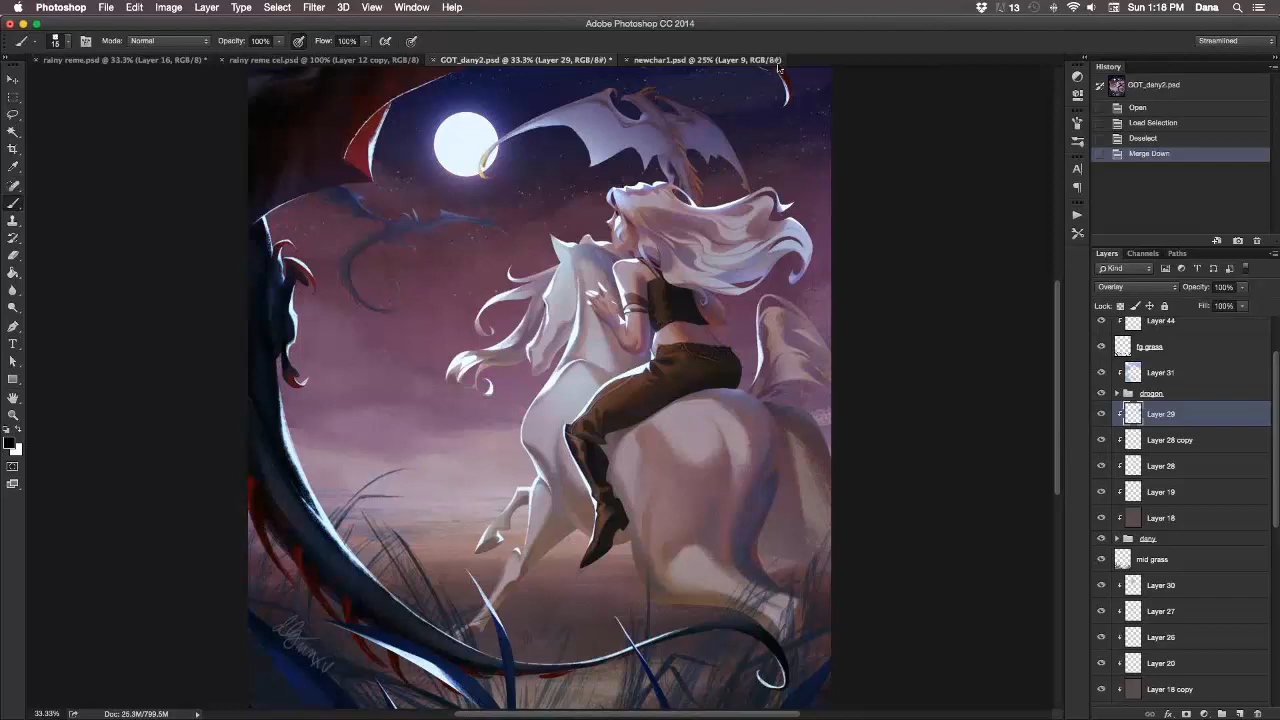 Photoshop File Edit Image Layer Type Select Filter 3D View Window Help 13 Sun 1:18 PM Dana
Adobe Photoshop CC 2014
15 Mode: Normal Opacity: 100% Flow: 100% Streamlined
rainy reme.psd @ 33.3% (Layer 16, RGB/8) * rainy reme cel.psd @ 100% (Layer 12 copy, RGB/8) GOT_dany2.psd @ 33.3% (Layer 29, RGB/8#) * newchar1.psd @ 25% (Layer 9, RGB/8#)
History
GOT_dany2.psd
Open
Load Selection
Deselect
Merge Down
Layers Channels Paths
Kind
Overlay Opacity: 100%
Lock: Fill: 100%
Layer 44
fg grass
Layer 31
drogon
Layer 29
Layer 28 copy
Layer 28
Layer 19
Layer 18
dany
mid grass
Layer 30
Layer 27
Layer 26
Layer 20
Layer 18 copy
33.33% Doc: 25.3M/799.5M